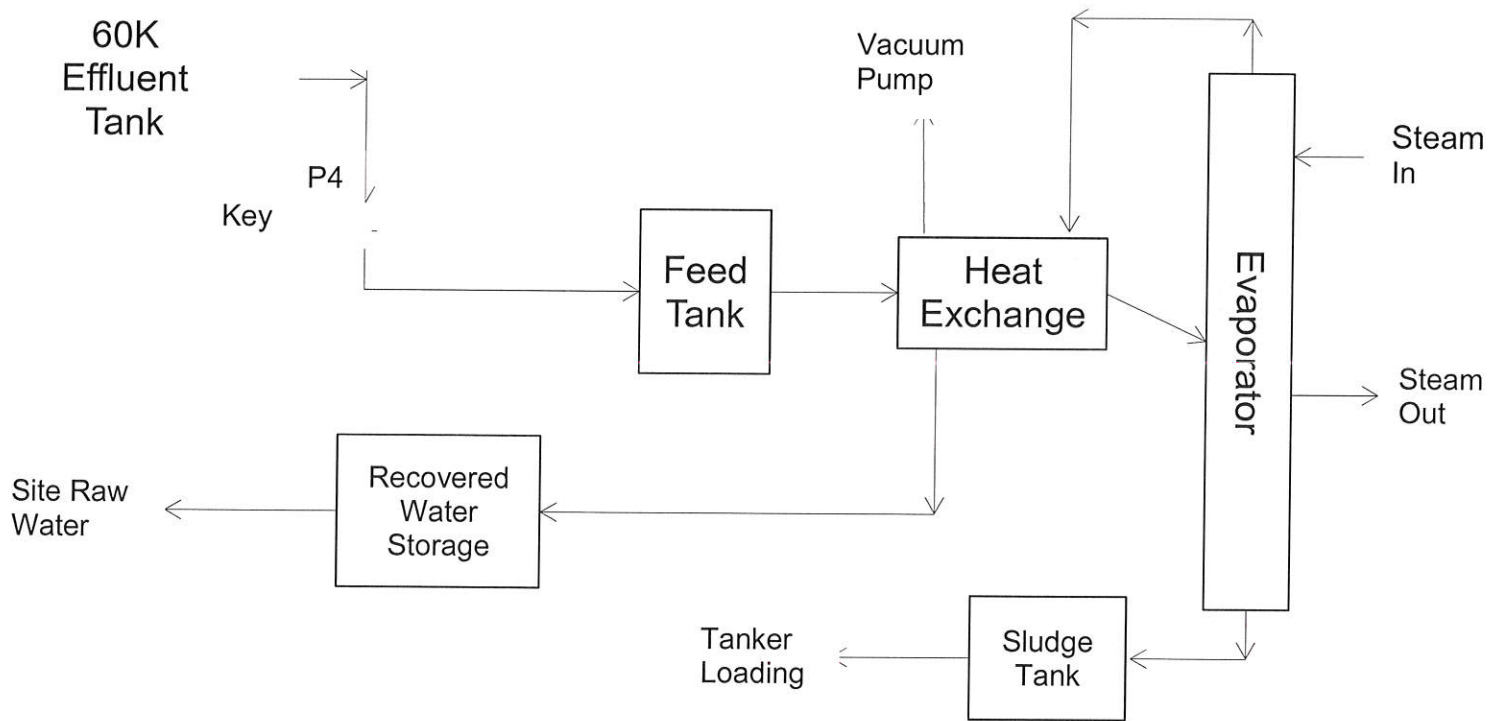 60K
Effluent
Tank
P4
Key
Vacuum
Pump
Steam
In
Feed
Tank
Heat
Exchange
Evaporator
Steam
Out
Site Raw
Water
Recovered
Water
Storage
Tanker
Loading
Sludge
Tank